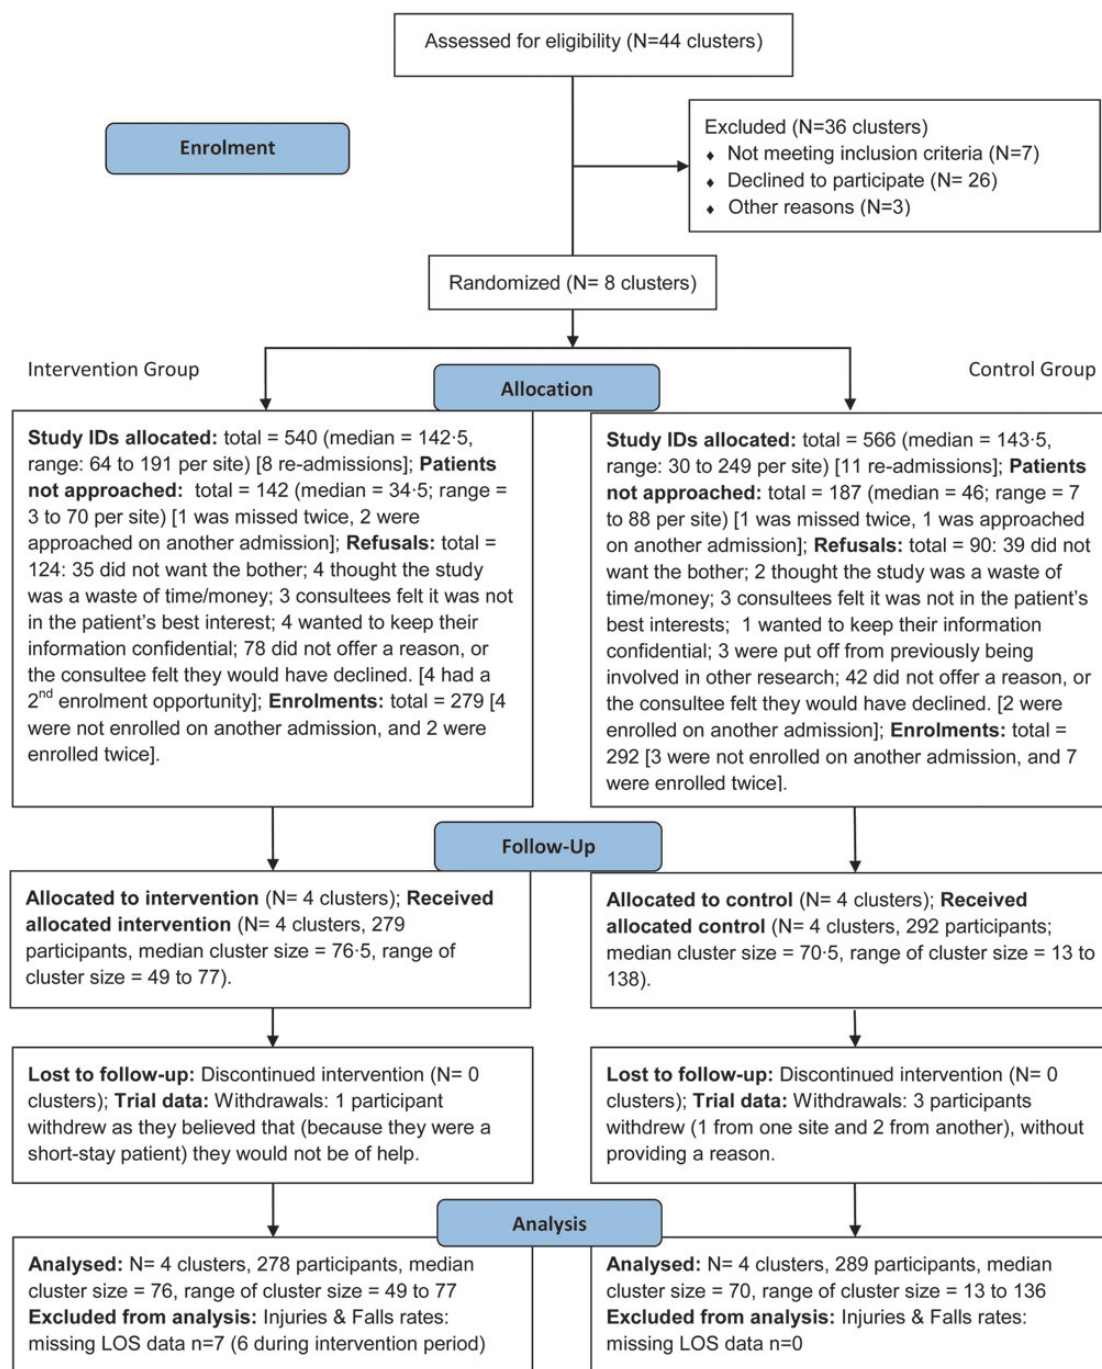 Assessed for eligibility (N=44 clusters)
Enrolment
Excluded (N=36 clusters)
♦ Not meeting inclusion criteria (N=7)
♦ Declined to participate (N= 26)
♦ Other reasons (N=3)
Randomized (N= 8 clusters)
Intervention Group
Control Group
Allocation
Study IDs allocated: total = 540 (median = 142·5,
range: 64 to 191 per site) [8 re-admissions]; Patients
not approached: total = 142 (median = 34·5; range =
3 to 70 per site) [1 was missed twice, 2 were
approached on another admission]; Refusals: total =
124: 35 did not want the bother; 4 thought the study
was a waste of time/money; 3 consultees felt it was not
in the patient's best interest; 4 wanted to keep their
information confidential; 78 did not offer a reason, or
the consultee felt they would have declined. [4 had a
2nd enrolment opportunity]; Enrolments: total = 279 [4
were not enrolled on another admission, and 2 were
enrolled twice].
Study IDs allocated: total = 566 (median = 143·5,
range: 30 to 249 per site) [11 re-admissions]; Patients
not approached: total = 187 (median = 46; range = 7
to 88 per site) [1 was missed twice, 1 was approached
on another admission]; Refusals: total = 90: 39 did not
want the bother; 2 thought the study was a waste of
time/money; 3 consultees felt it was not in the patient's
best interests; 1 wanted to keep their information
confidential; 3 were put off from previously being
involved in other research; 42 did not offer a reason, or
the consultee felt they would have declined. [2 were
enrolled on another admission]; Enrolments: total =
292 [3 were not enrolled on another admission, and 7
were enrolled twice].
Follow-Up
Allocated to intervention (N= 4 clusters); Received
allocated intervention (N= 4 clusters, 279
participants, median cluster size = 76·5, range of
cluster size = 49 to 77).
Allocated to control (N= 4 clusters); Received
allocated control (N= 4 clusters, 292 participants;
median cluster size = 70·5, range of cluster size = 13 to
138).
Lost to follow-up: Discontinued intervention (N= 0
clusters); Trial data: Withdrawals: 1 participant
withdrew as they believed that (because they were a
short-stay patient) they would not be of help.
Lost to follow-up: Discontinued intervention (N= 0
clusters); Trial data: Withdrawals: 3 participants
withdrew (1 from one site and 2 from another), without
providing a reason.
Analysis
Analysed: N= 4 clusters, 278 participants, median
cluster size = 76, range of cluster size = 49 to 77
Excluded from analysis: Injuries & Falls rates:
missing LOS data n=7 (6 during intervention period)
Analysed: N= 4 clusters, 289 participants, median
cluster size = 70, range of cluster size = 13 to 136
Excluded from analysis: Injuries & Falls rates:
missing LOS data n=0